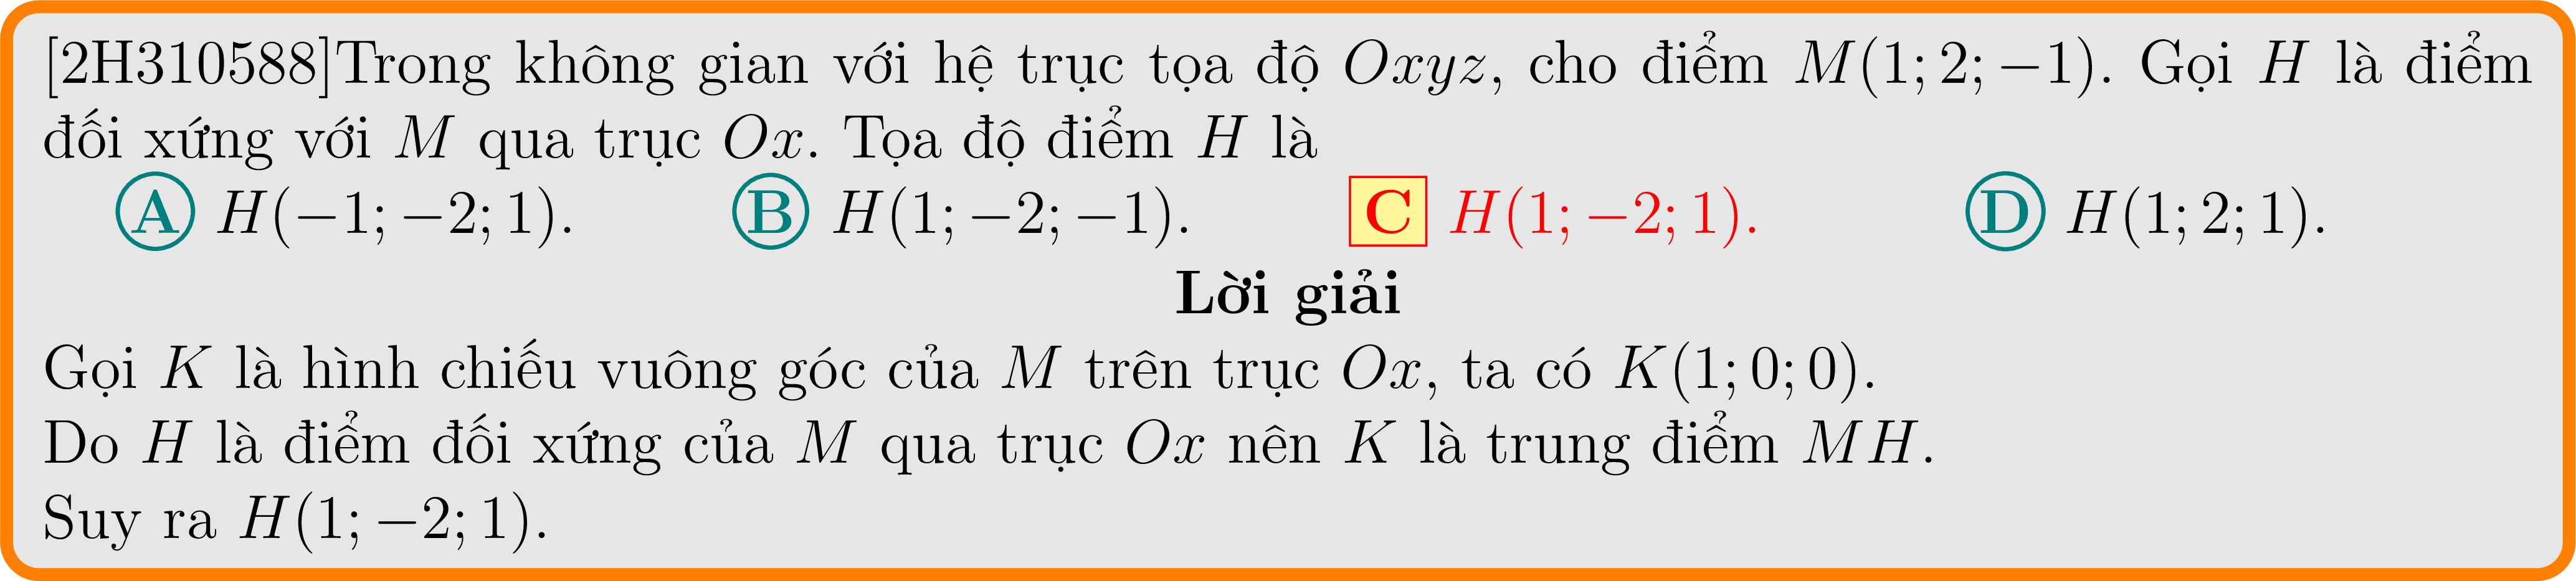 [2H310588]Trong không gian với hệ trục tọa độ Oxyz, cho điểm M(1; 2; −1). Gọi H là điểm
đối xứng với M qua trục Ox. Tọa độ điểm H là
A H(−1; −2; 1). B H(1; −2; −1). C H(1; −2; 1). D H(1; 2; 1).
Lời giải
Gọi K là hình chiếu vuông góc của M trên trục Ox, ta có K(1; 0; 0).
Do H là điểm đối xứng của M qua trục Ox nên K là trung điểm MH.
Suy ra H(1; −2; 1).